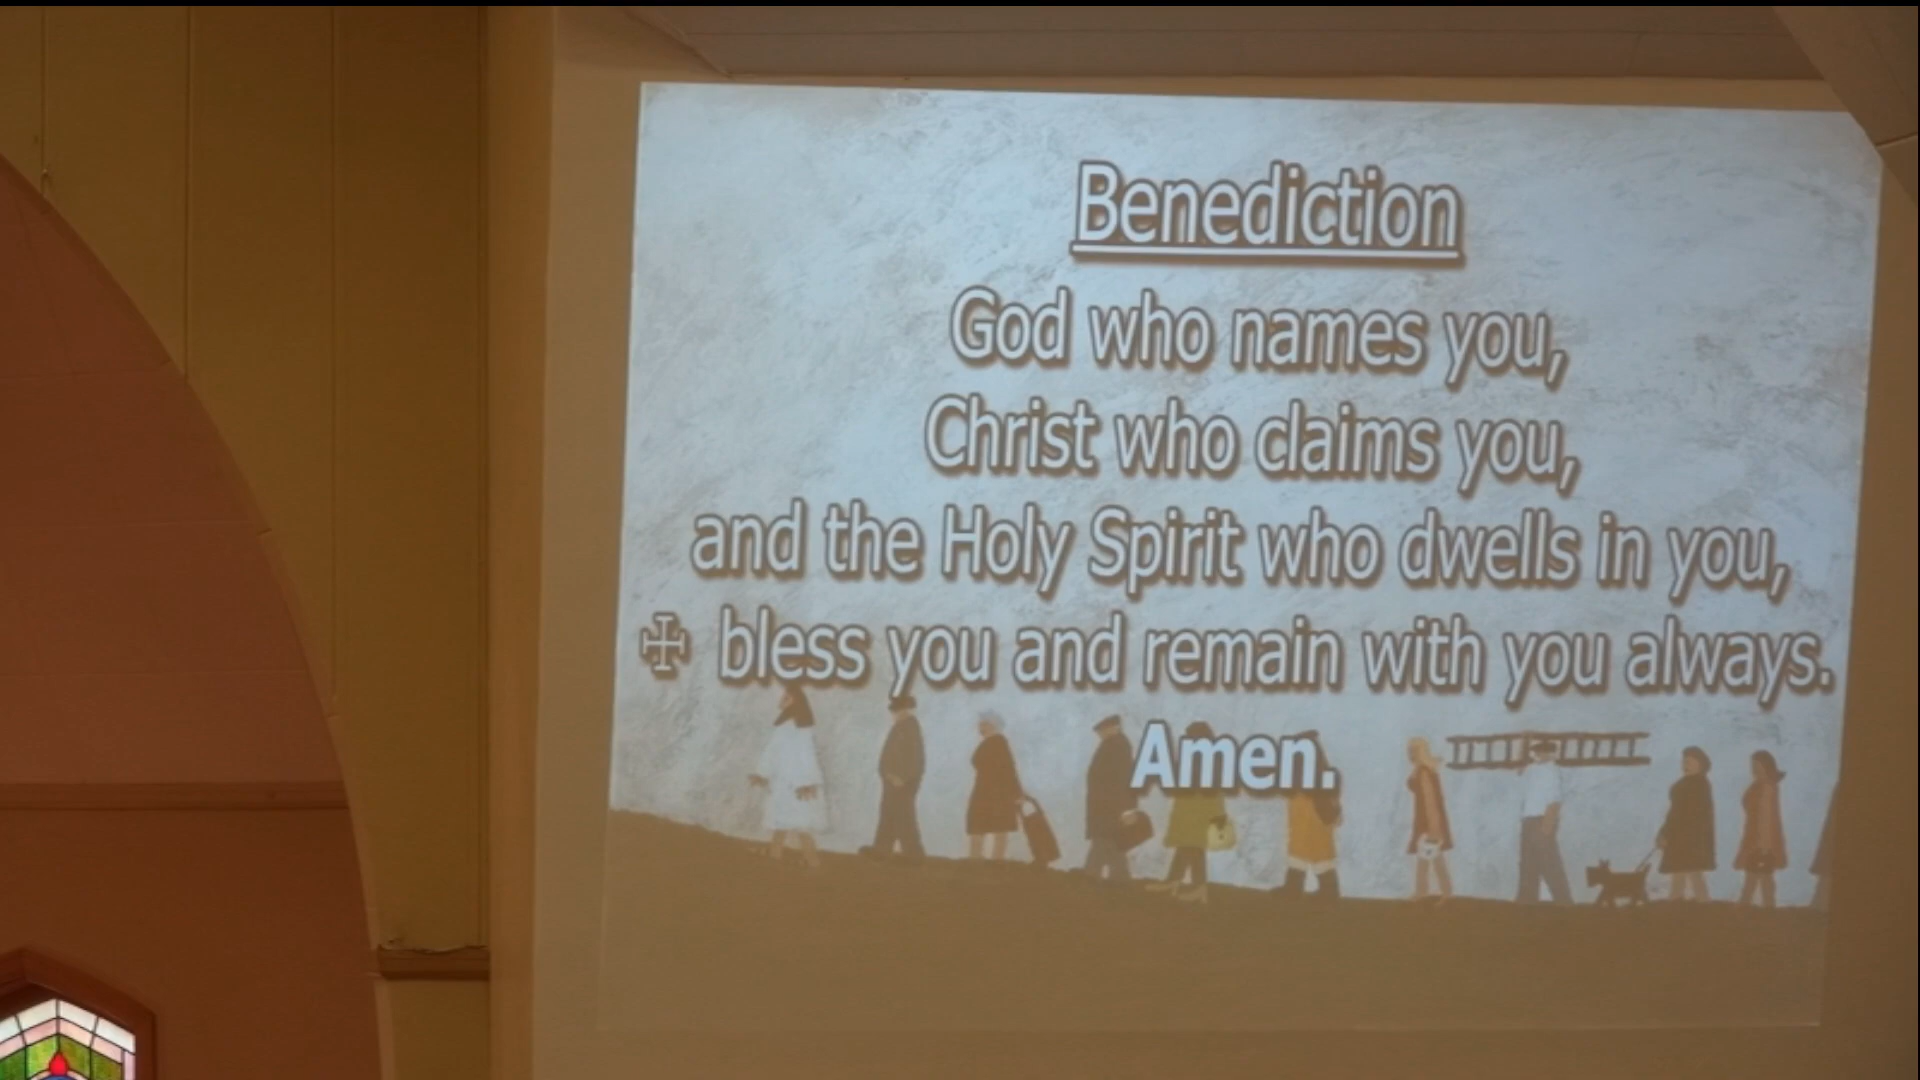 Benediction
God who names you,
Christ who claims you,
and the Holy Spirit who dwells in you,
✠ bless you and remain with you always.
Amen.